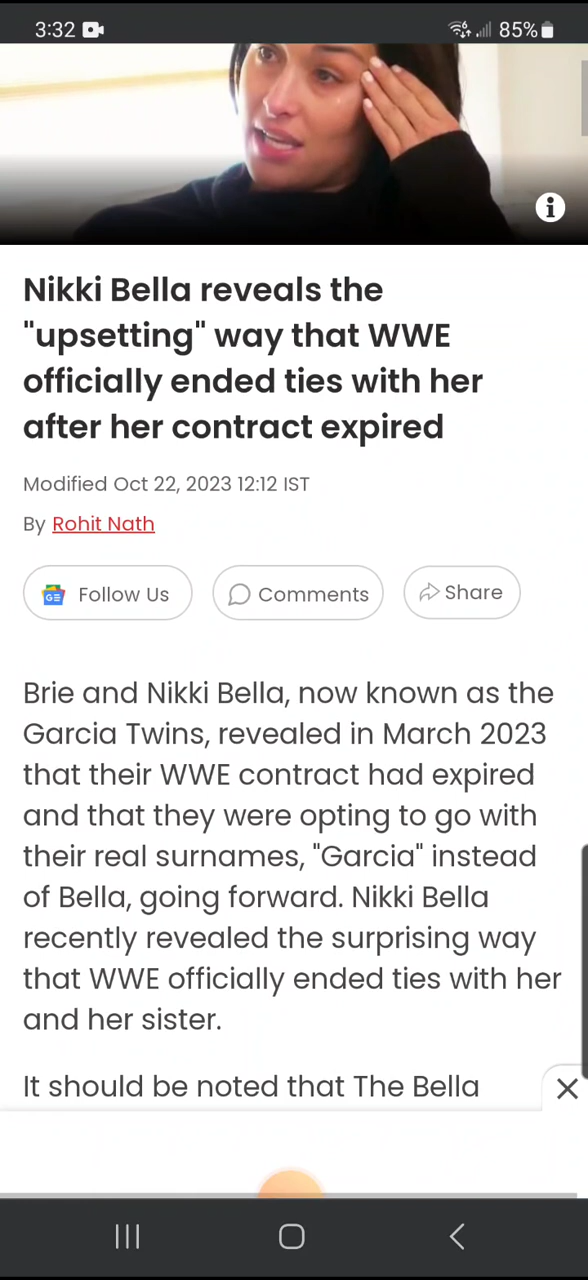 3:32
85%
Nikki Bella reveals the
"upsetting" way that WWE
officially ended ties with her
after her contract expired
Modified Oct 22, 2023 12:12 IST
By Rohit Nath
GE Follow Us
Comments
Share
Brie and Nikki Bella, now known as the
Garcia Twins, revealed in March 2023
that their WWE contract had expired
and that they were opting to go with
their real surnames, "Garcia" instead
of Bella, going forward. Nikki Bella
recently revealed the surprising way
that WWE officially ended ties with her
and her sister.
It should be noted that The Bella